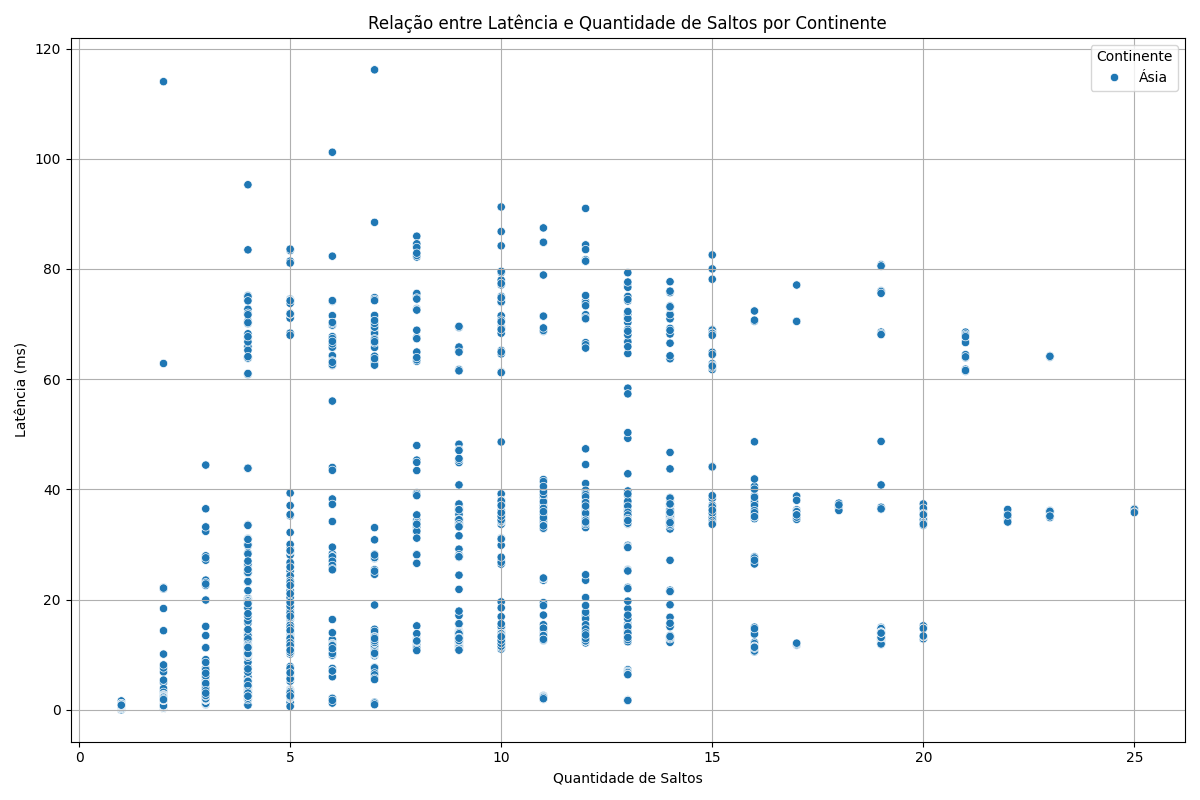 Relação entre Latência e Quantidade de Saltos por Continente
Continente
Ásia
Latência (ms)
120
100
80
60
40
20
0
0 5 10 15 20 25
Quantidade de Saltos